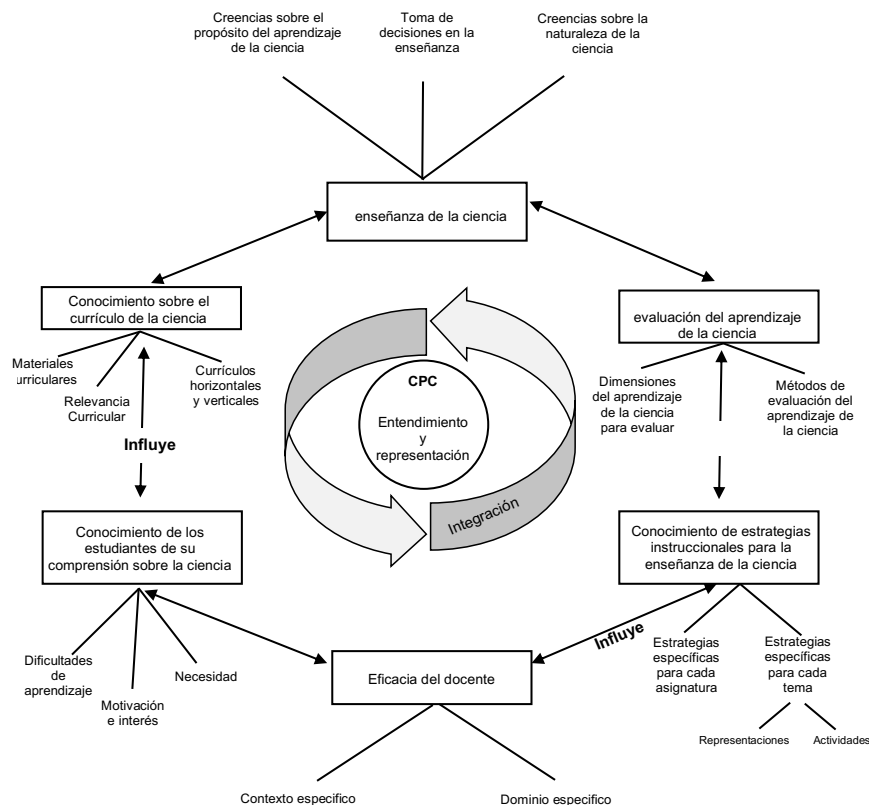 Creencias sobre el
propósito del aprendizaje
de la ciencia
Toma de
decisiones en la
enseñanza
Creencias sobre la
naturaleza de la
ciencia
enseñanza de la ciencia
Conocimiento sobre el
currículo de la ciencia
evaluación del aprendizaje
de la ciencia
Materiales
urriculares
Relevancia
Curricular
Currículos
horizontales
y verticales
Influye
CPC
Entendimiento
y
representación
Integración
Dimensiones
del aprendizaje
de la ciencia
para evaluar
Métodos de
evaluación del
aprendizaje de
la ciencia
Conocimiento de los
estudiantes de su
comprensión sobre la ciencia
Conocimiento de estrategias
instruccionales para la
enseñanza de la ciencia
Dificultades
de
aprendizaje
Motivación
e interés
Necesidad
Eficacia del docente
Influye
Estrategias
específicas
para cada
asignatura
Estrategias
específicas
para cada
tema
Representaciones
Actividades
Contexto especifico
Dominio especifico